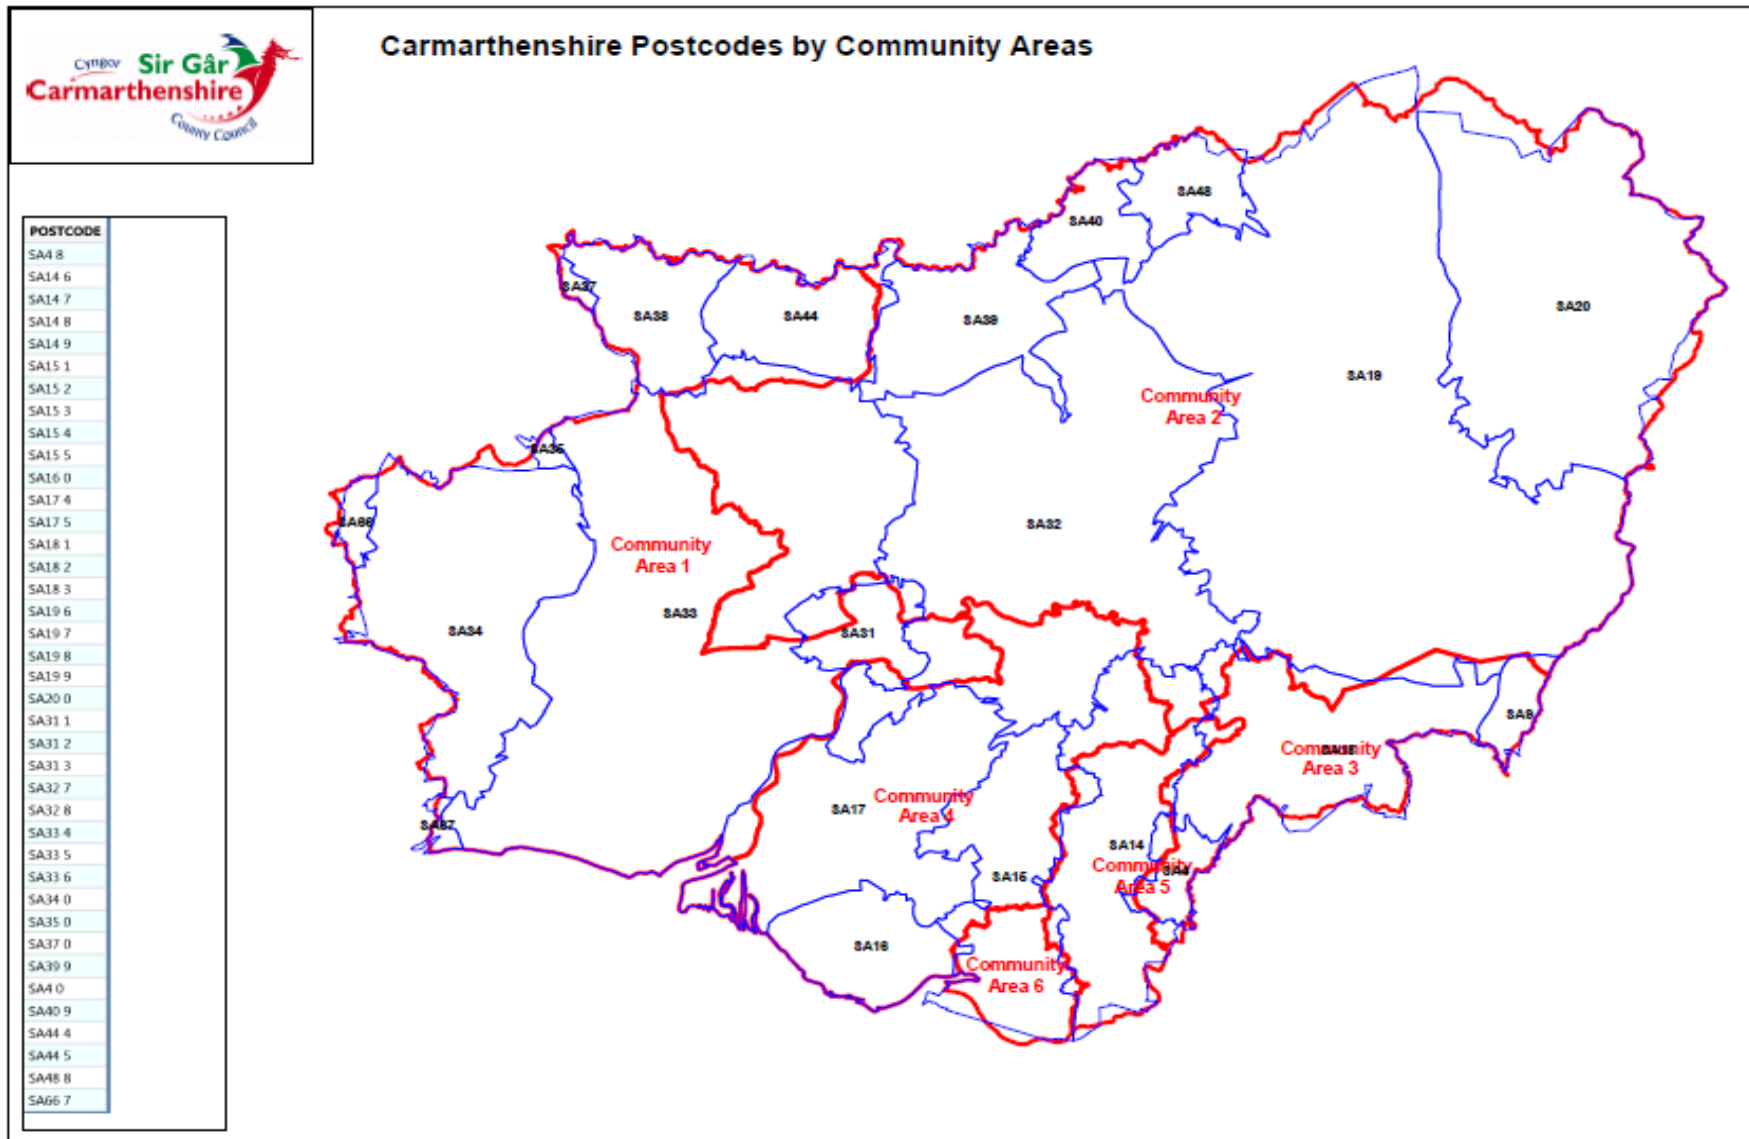 Cyngor Sir Gâr
Carmarthenshire
County Council
Carmarthenshire Postcodes by Community Areas
POSTCODE
SA4 8
SA14 6
SA14 7
SA14 8
SA14 9
SA15 1
SA15 2
SA15 3
SA15 4
SA15 5
SA16 0
SA17 4
SA17 5
SA18 1
SA18 2
SA18 3
SA19 6
SA19 7
SA19 8
SA19 9
SA20 0
SA31 1
SA31 2
SA31 3
SA32 7
SA32 8
SA33 4
SA33 5
SA33 6
SA34 0
SA35 0
SA37 0
SA39 9
SA4 0
SA40 9
SA44 4
SA44 5
SA48 8
SA66 7
SA48
SA40
SA37
SA38
SA44
SA39
SA20
SA19
Community
Area 2
SA35
SA66
SA32
Community
Area 1
SA33
SA34
SA31
SA9
Community
Area 3
SA18
SA67
SA17
Community
Area 4
SA14
Community
Area 5
SA4
SA15
SA16
Community
Area 6